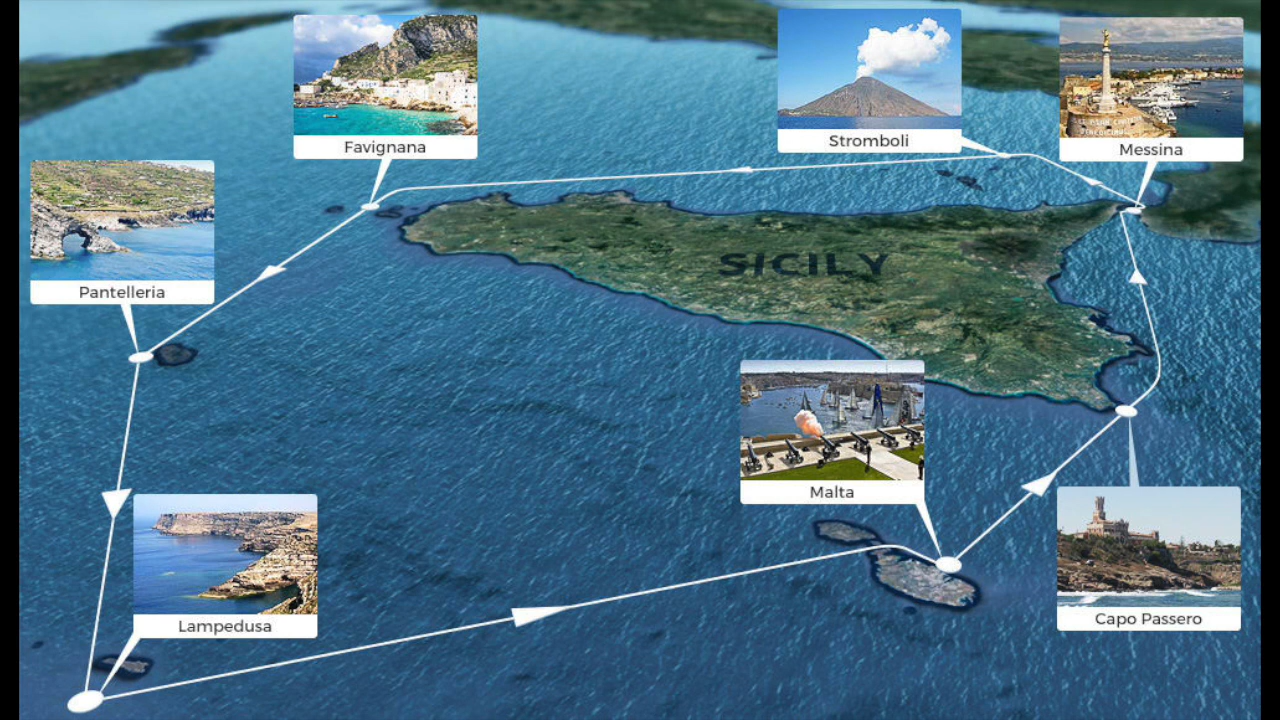 Favignana
Stromboli
Messina
Pantelleria
SICILY
Malta
Lampedusa
Capo Passero